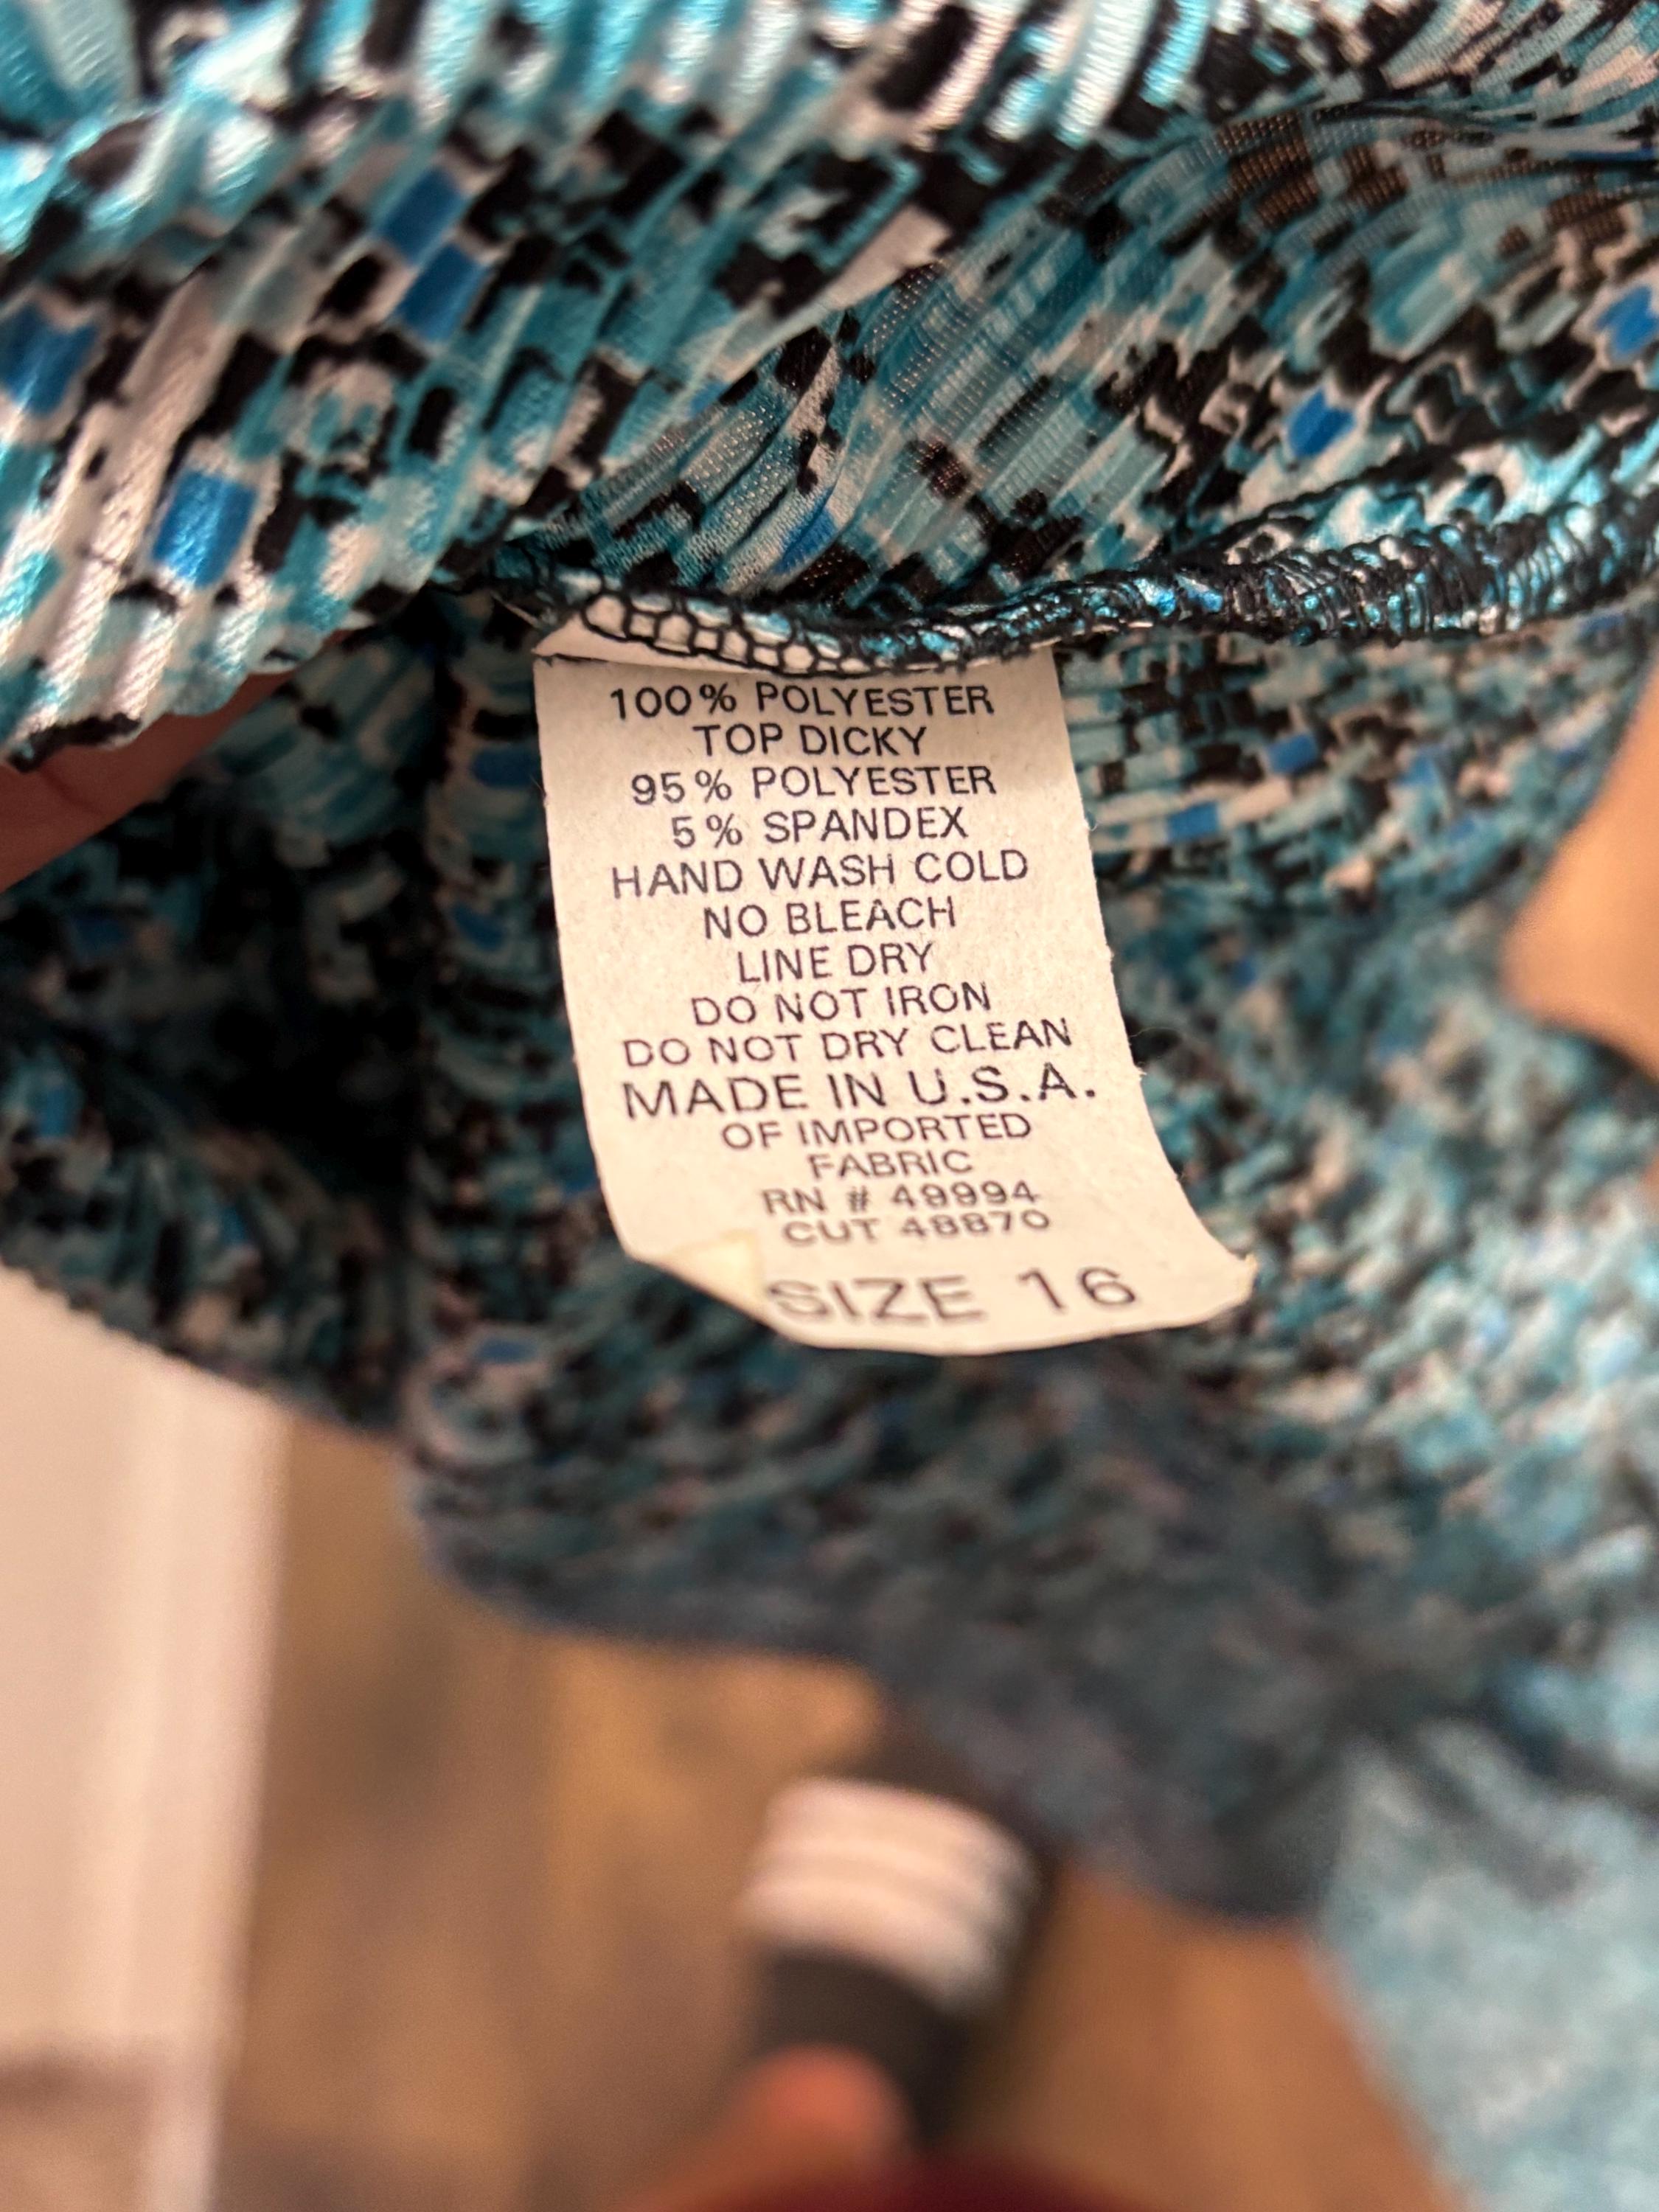 100% POLYESTER
TOP DICKY
95% POLYESTER
5% SPANDEX
HAND WASH COLD
NO BLEACH
LINE DRY
DO NOT IRON
DO NOT DRY CLEAN
MADE IN U.S.A.
OF IMPORTED
FABRIC
RN # 49994
CUT 48870
SIZE 16